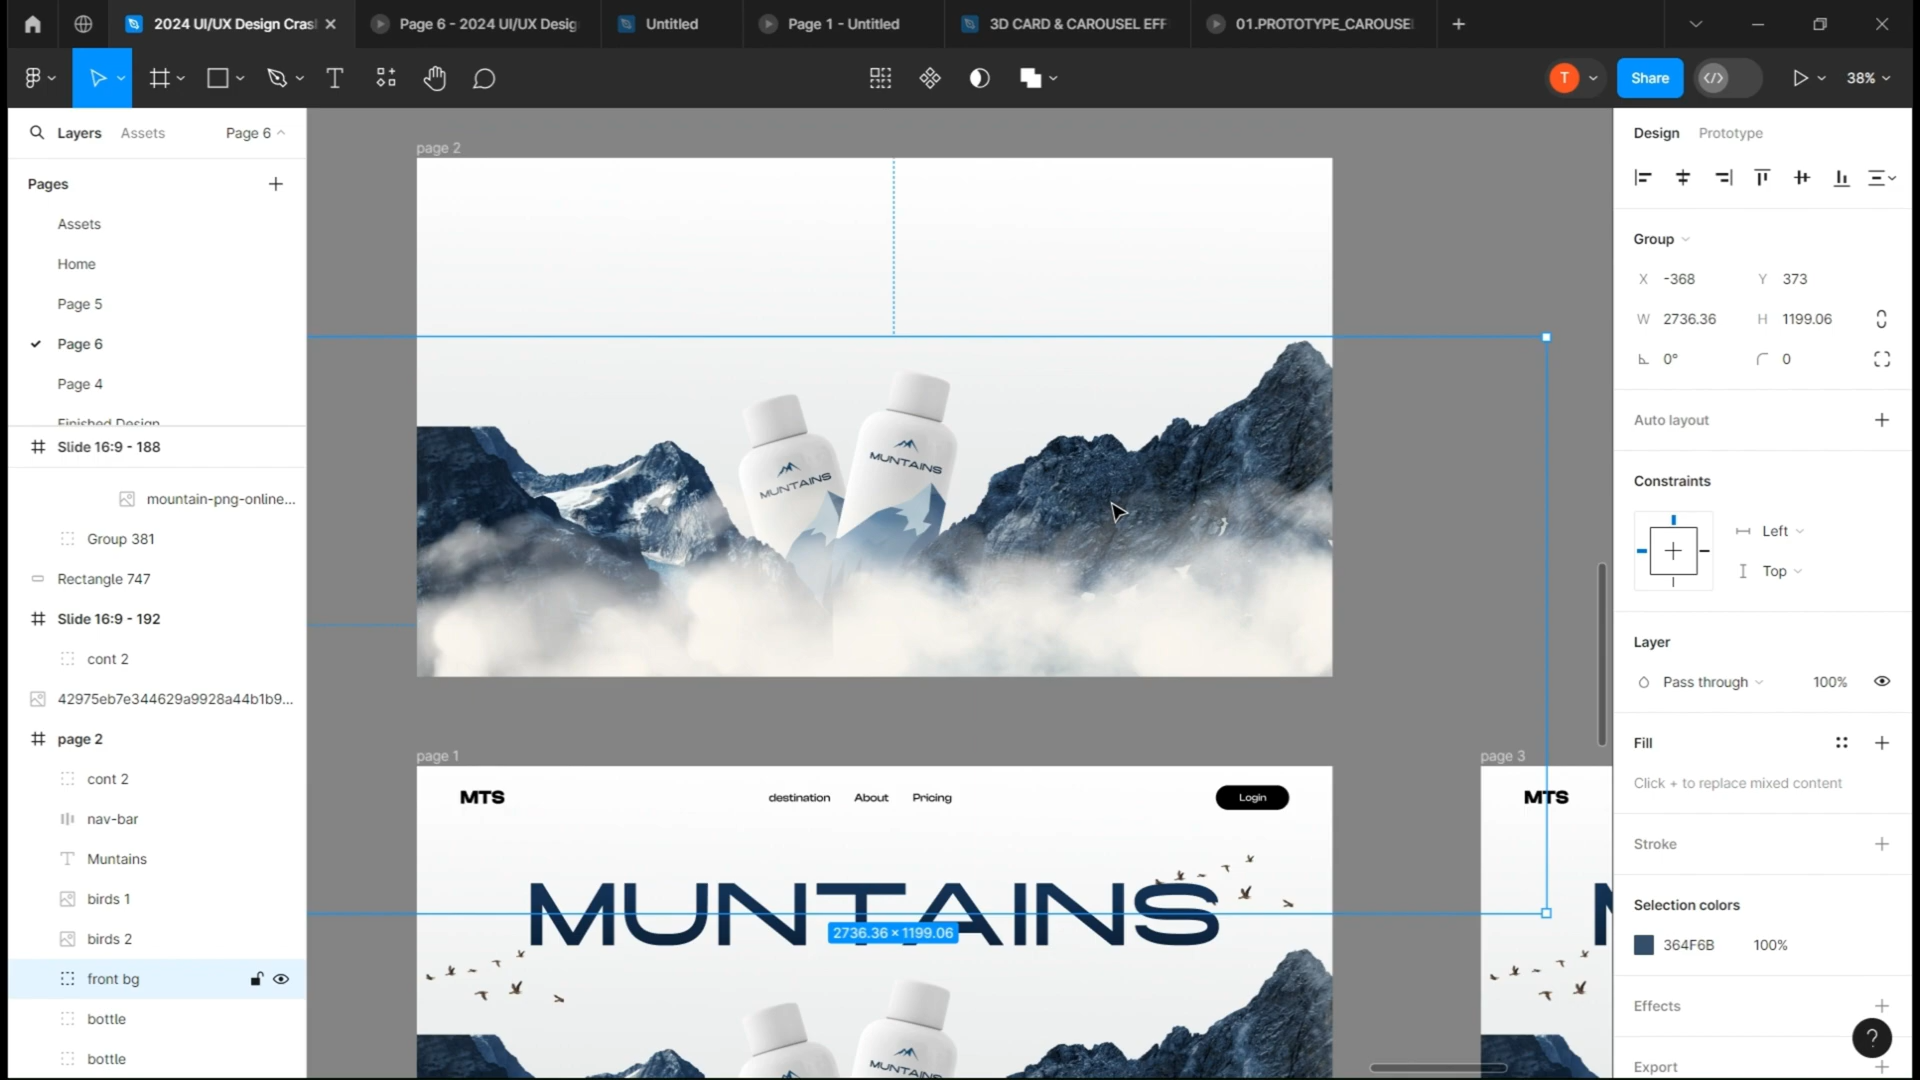 2024 UI/UX Design Cras
Page 6 - 2024 UI/UX Desig
Untitled
Page 1 - Untitled
3D CARD & CAROUSEL EFF
01.PROTOTYPE_CAROUSE
T
Share
38%
Layers
Assets
Page 6
Pages
Assets
Home
Page 5
Page 6
Page 4
Finished Design
Slide 16:9 - 188
mountain-png-online...
Group 381
Rectangle 747
Slide 16:9 - 192
cont 2
42975eb7e344629a9928a44b1b9...
page 2
cont 2
nav-bar
Muntains
birds 1
birds 2
front bg
bottle
bottle
page 2
MUNTAINS
MUNTAINS
page 1
MTS
destination
About
Pricing
Login
MUNTAINS
2736.36 × 1199.06
MUNTAINS
page 3
MTS
Design
Prototype
Group
X -368
Y 373
W 2736.36
H 1199.06
0°
0
Auto layout
Constraints
Left
Top
Layer
Pass through
100%
Fill
Click + to replace mixed content
Stroke
Selection colors
364F6B
100%
Effects
?
Export